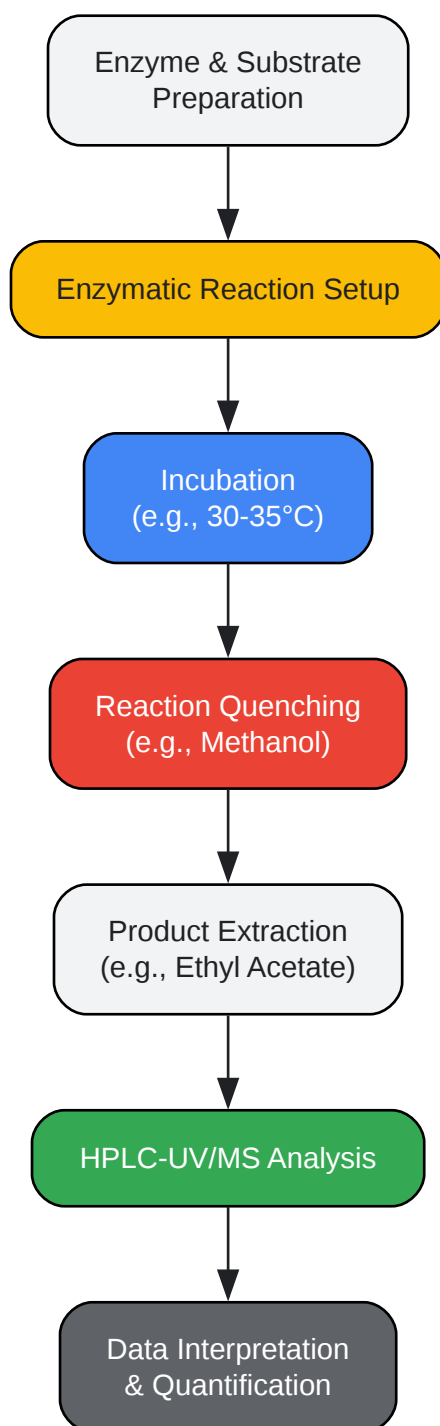 Enzyme & Substrate
Preparation
Enzymatic Reaction Setup
Incubation
(e.g., 30-35°C)
Reaction Quenching
(e.g., Methanol)
Product Extraction
(e.g., Ethyl Acetate)
HPLC-UV/MS Analysis
Data Interpretation
& Quantification